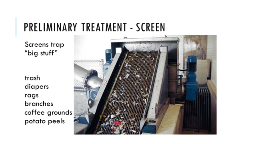 PRELIMINARY TREATMENT - SCREEN
Screens trap
"big stuff"
trash
diapers
rags
branches
coffee grounds
potato peels